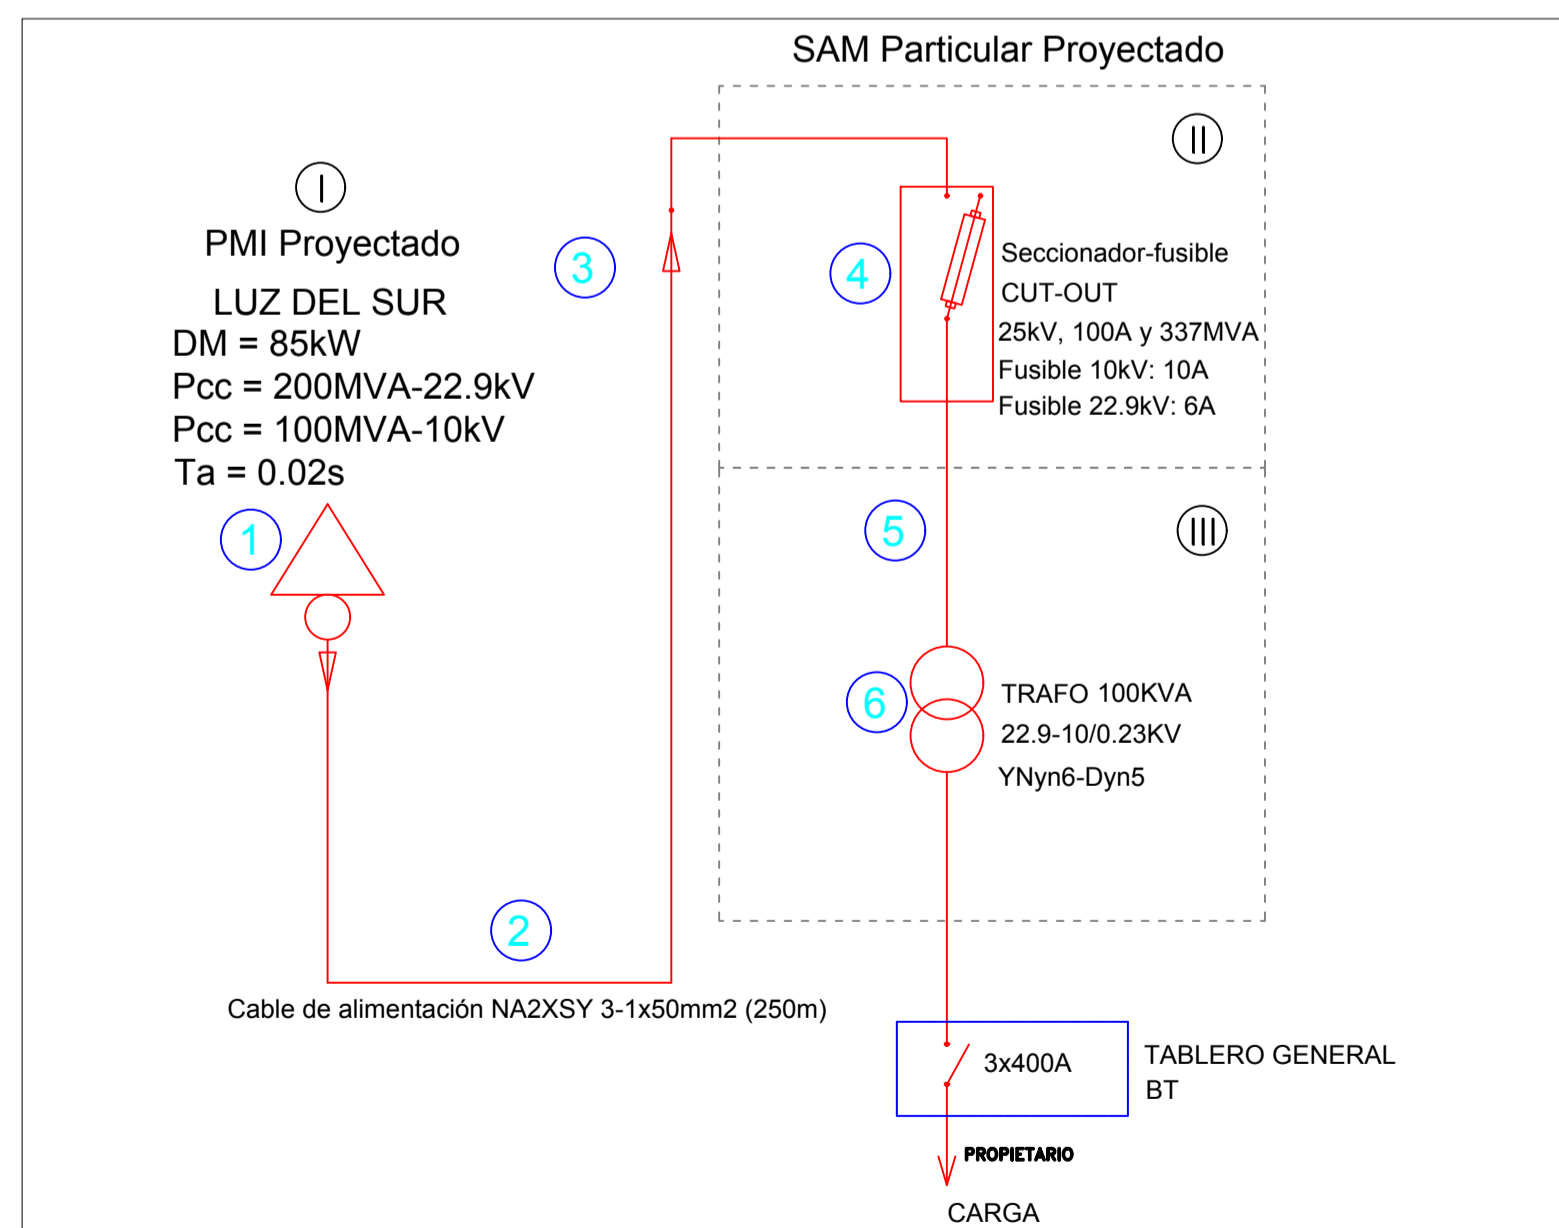 SAM Particular Proyectado
I
PMI Proyectado
LUZ DEL SUR
DM = 85kW
Pcc = 200MVA-22.9kV
Pcc = 100MVA-10kV
Ta = 0.02s
1
2
Cable de alimentación NA2XSY 3-1x50mm2 (250m)
3
II
4
Seccionador-fusible
CUT-OUT
25kV, 100A y 337MVA
Fusible 10kV: 10A
Fusible 22.9kV: 6A
5
III
6
TRAFO 100KVA
22.9-10/0.23KV
YNyn6-Dyn5
3x400A
TABLERO GENERAL
BT
PROPIETARIO
CARGA